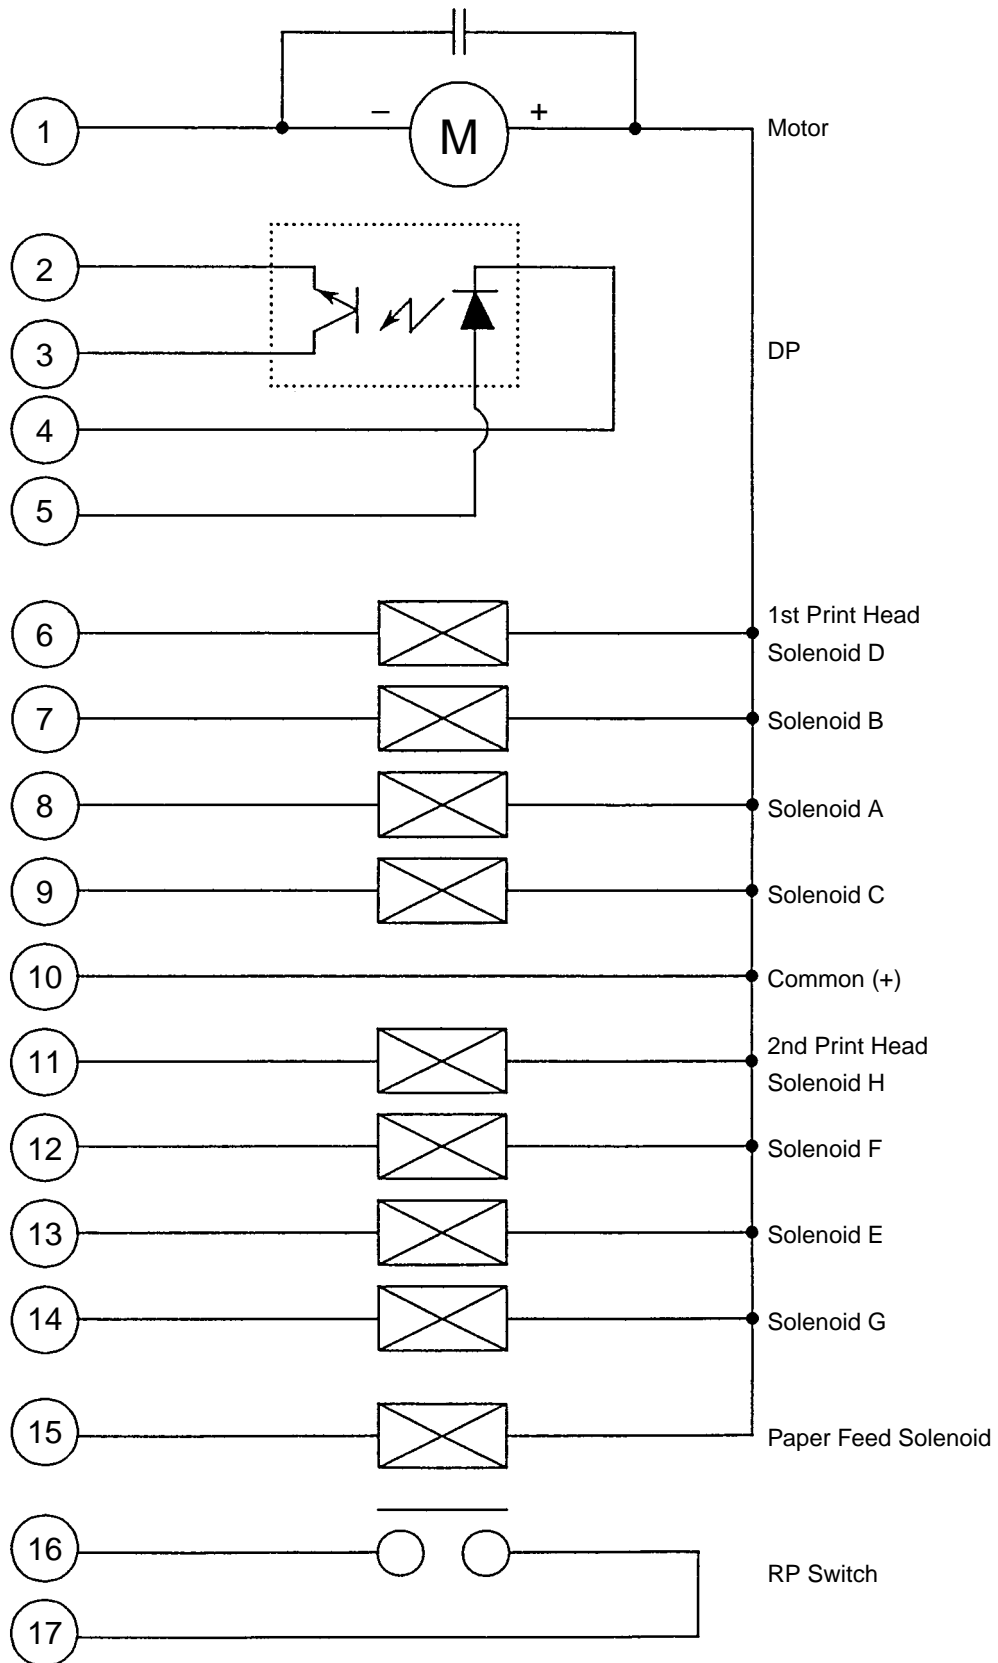 1
–
M
+
Motor
2
3
DP
4
5
6
1st Print Head
Solenoid D
7
Solenoid B
8
Solenoid A
9
Solenoid C
10
Common (+)
11
2nd Print Head
Solenoid H
12
Solenoid F
13
Solenoid E
14
Solenoid G
15
Paper Feed Solenoid
16
RP Switch
17